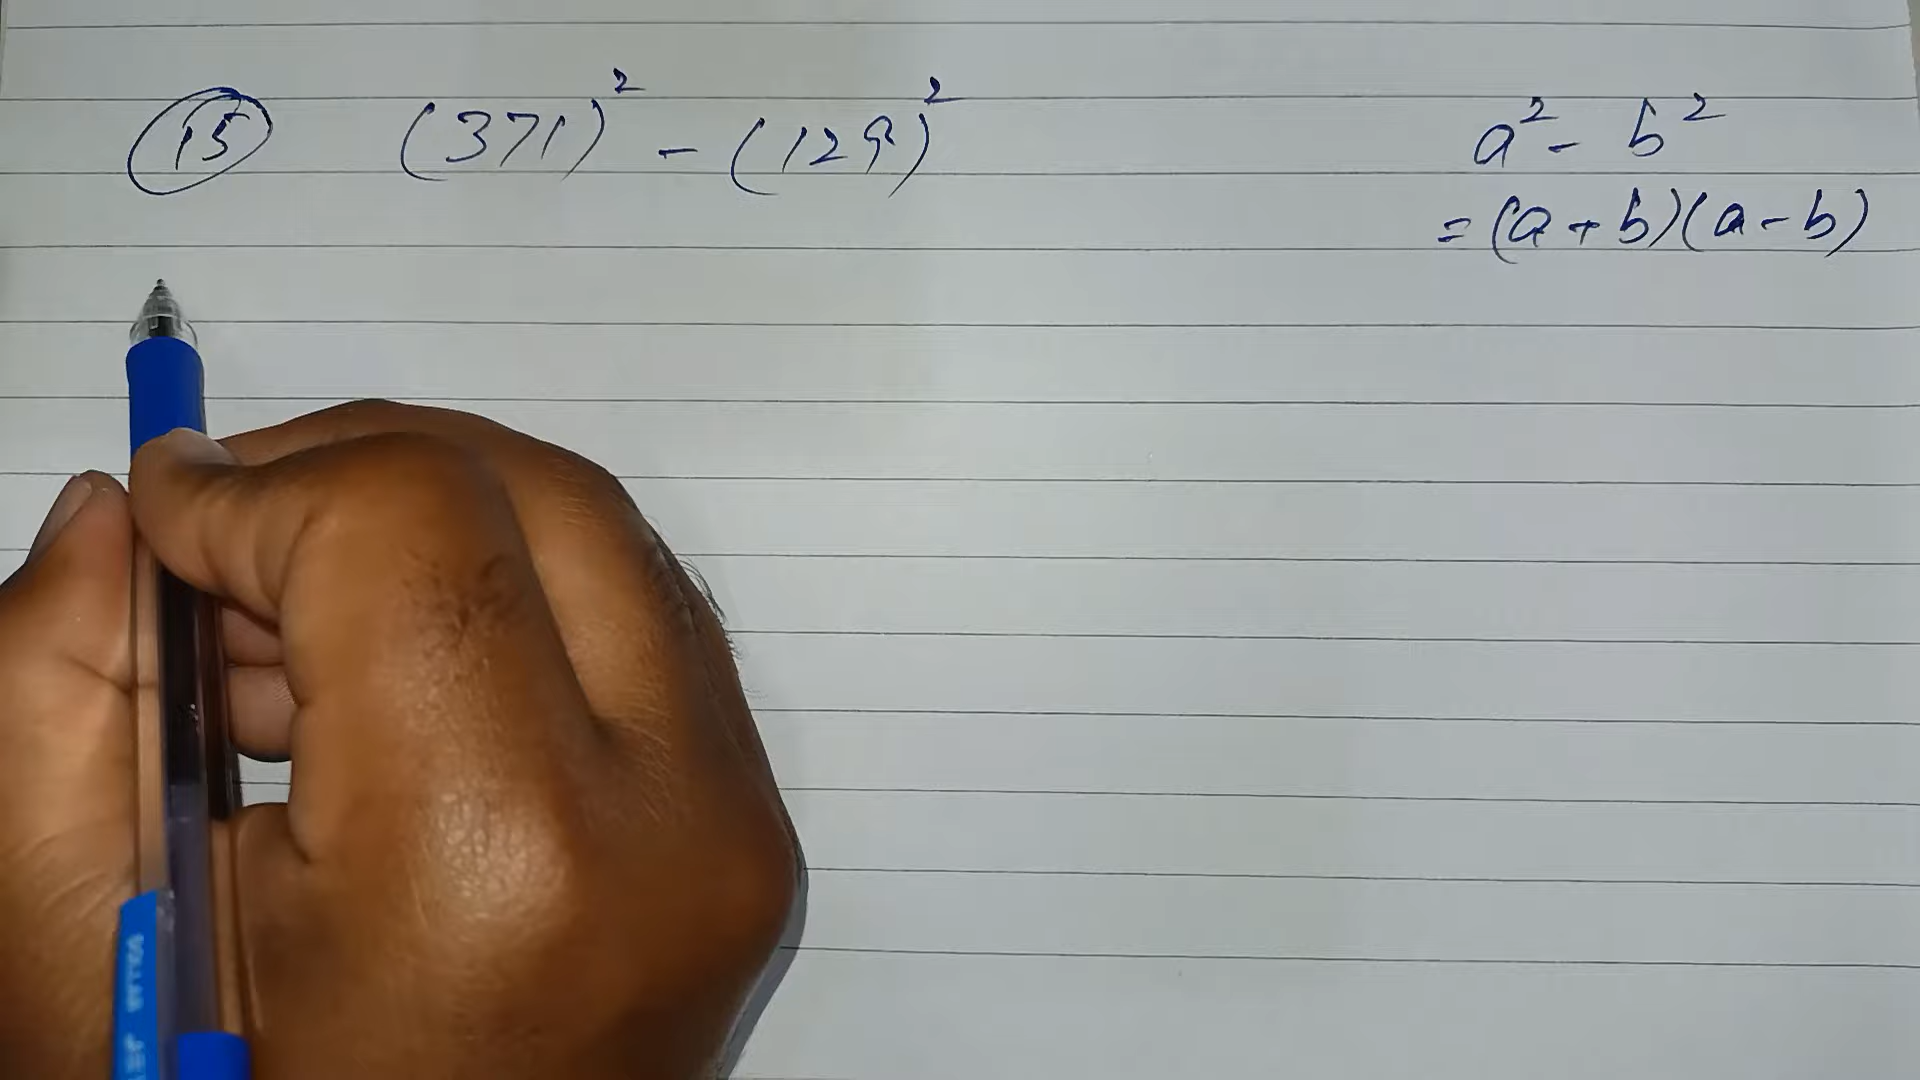 15 (371)² - (129)²
a² - b²
= (a + b)(a - b)